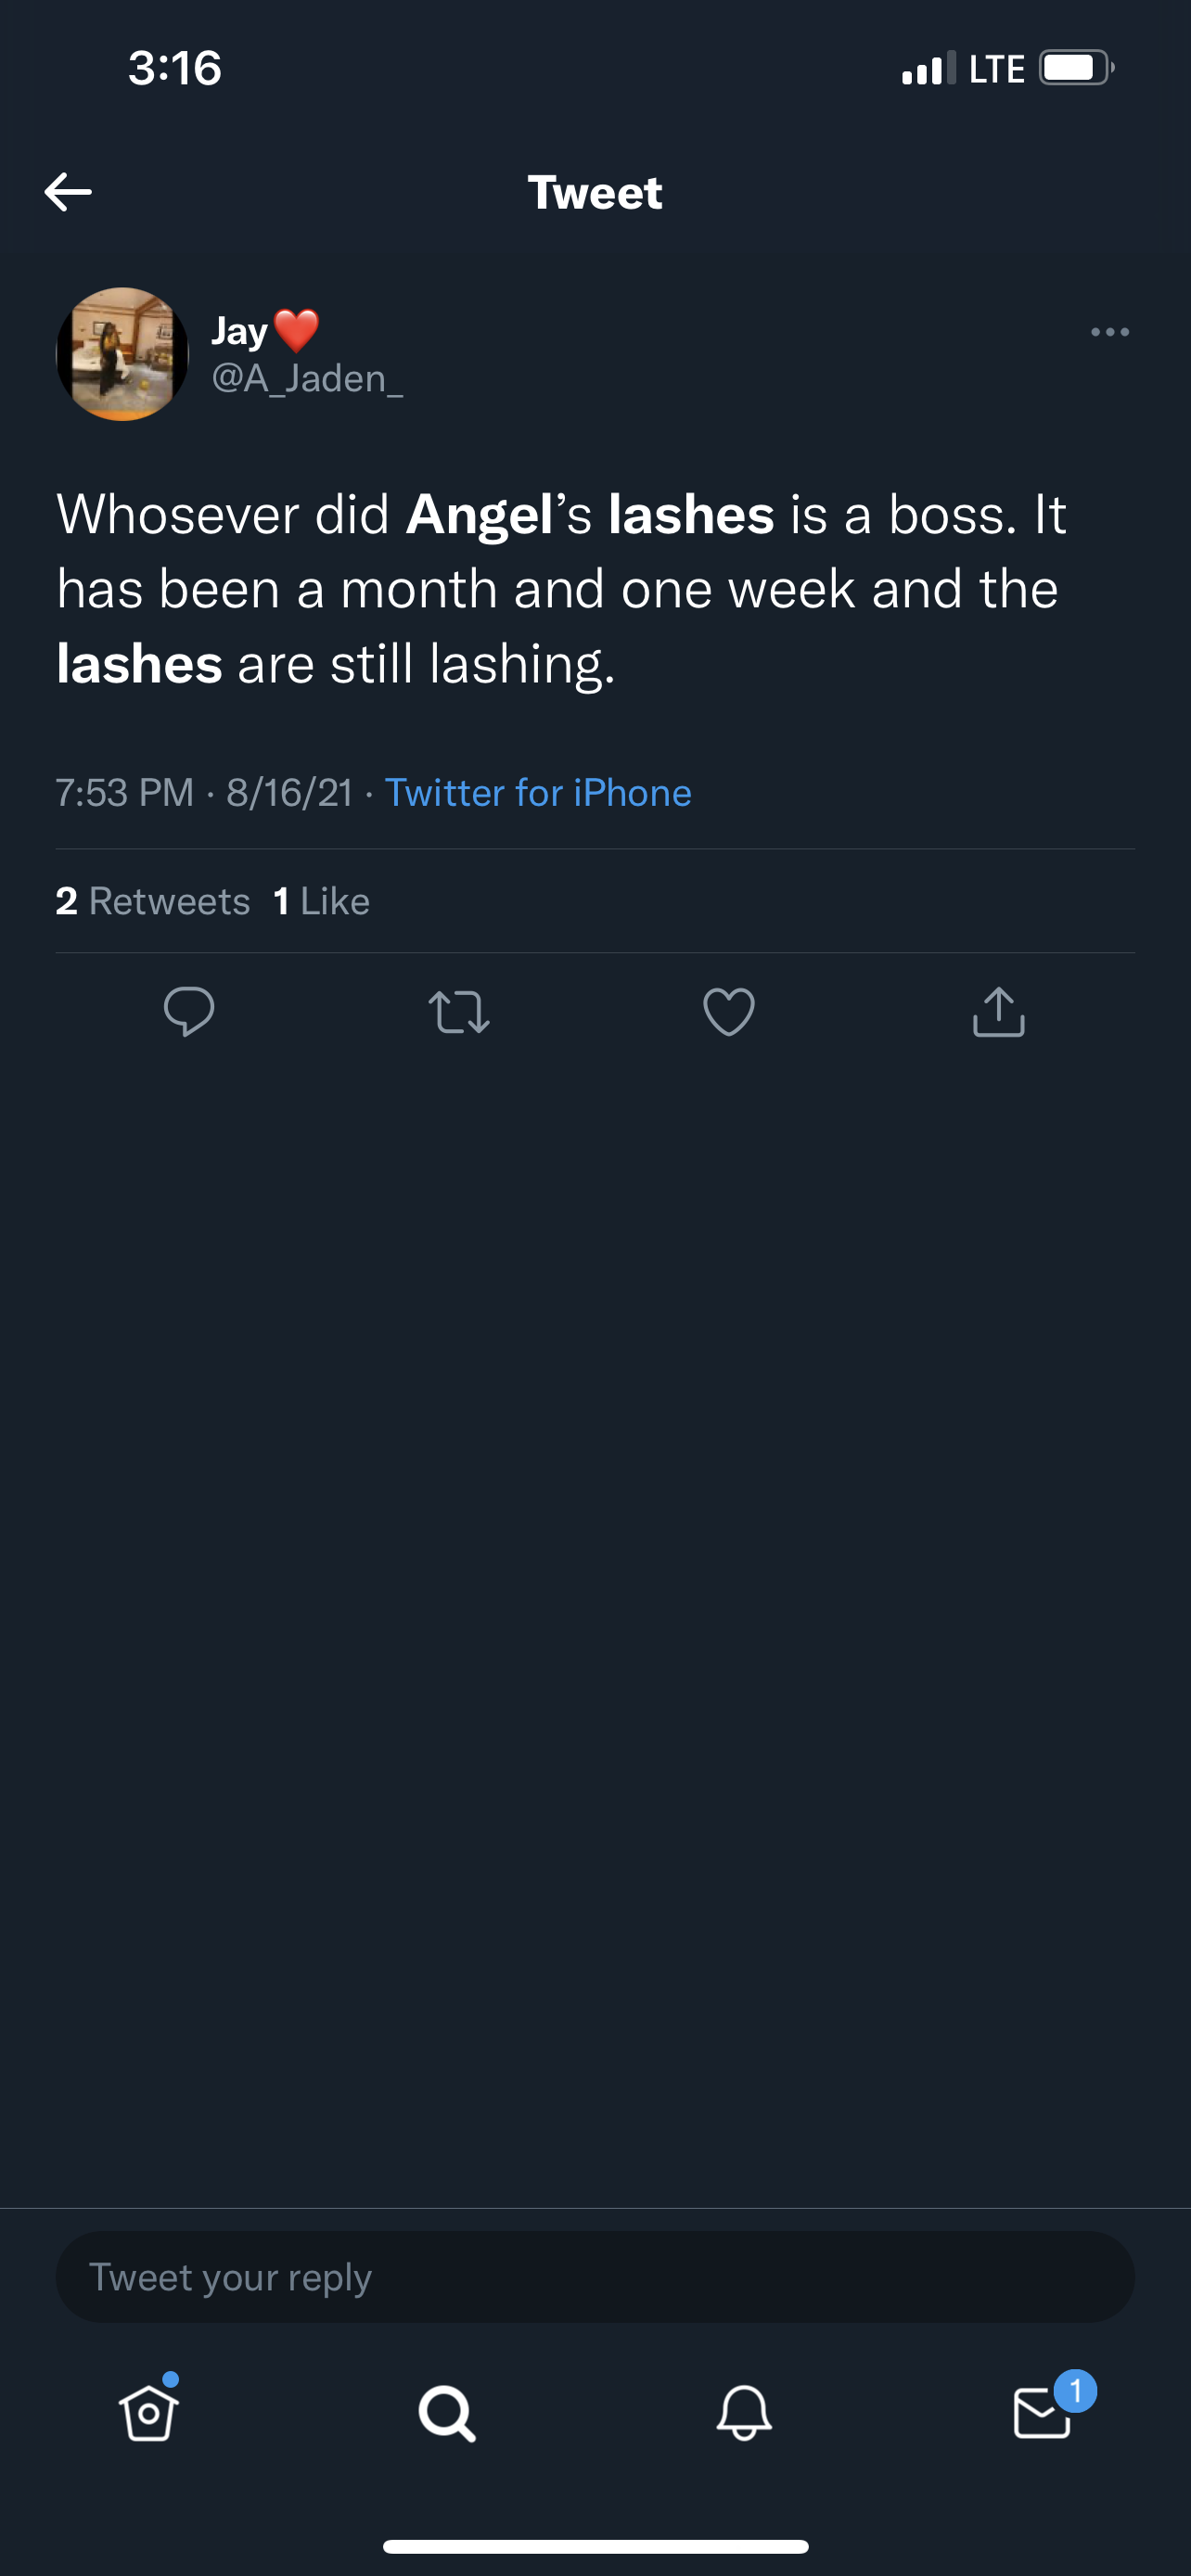 3:16 LTE
Tweet
Jay❤️
@A_Jaden_
Whosever did Angel’s lashes is a boss. It
has been a month and one week and the
lashes are still lashing.
7:53 PM · 8/16/21 · Twitter for iPhone
2 Retweets 1 Like
Tweet your reply
1